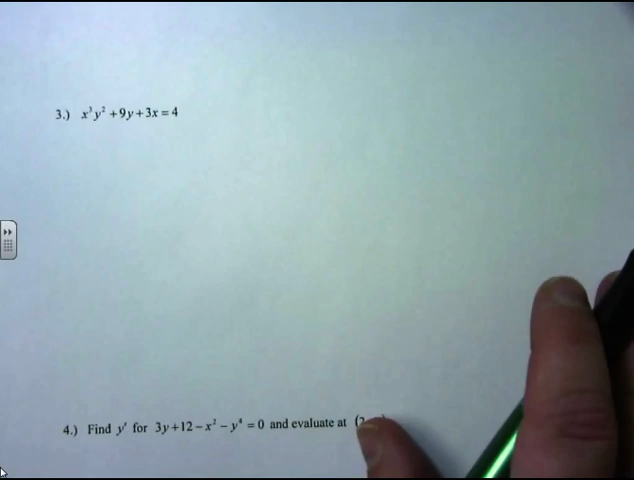 3.) x³y² +9y+3x=4
4.) Find y′ for 3y+12−x²−y⁴ =0 and evaluate at